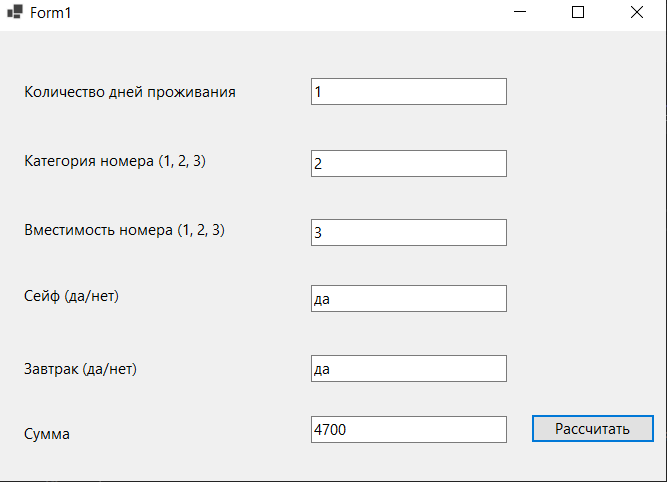 Form1
Количество дней проживания 1
Категория номера (1, 2, 3) 2
Вместимость номера (1, 2, 3) 3
Сейф (да/нет) да
Завтрак (да/нет) да
Сумма 4700 Рассчитать